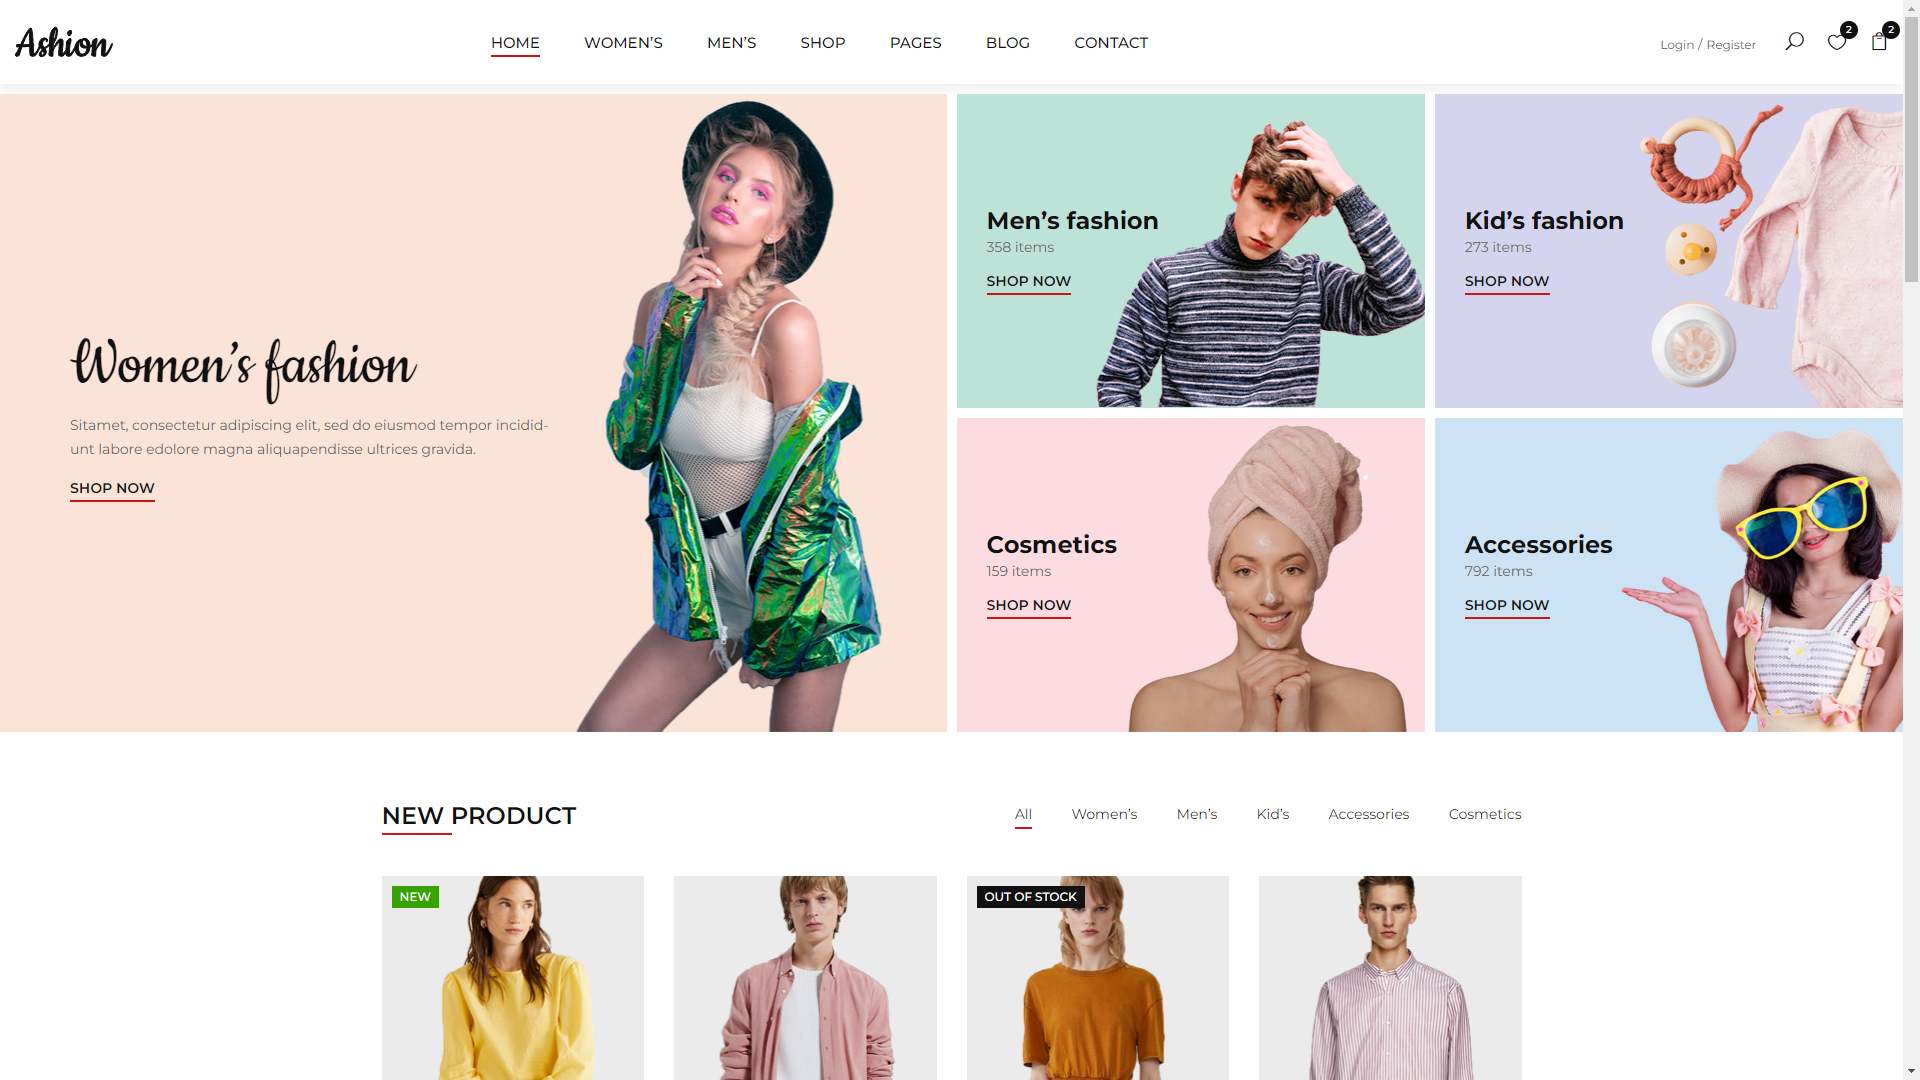 Ashion
HOME WOMEN'S MEN'S SHOP PAGES BLOG CONTACT
Login / Register
2
2
Women's fashion
Sitamet, consectetur adipiscing elit, sed do eiusmod tempor incidid-
unt labore edolore magna aliquapendisse ultrices gravida.
SHOP NOW
Men's fashion
358 items
SHOP NOW
Kid's fashion
273 items
SHOP NOW
Cosmetics
159 items
SHOP NOW
Accessories
792 items
SHOP NOW
NEW PRODUCT
All Women's Men's Kid's Accessories Cosmetics
NEW
OUT OF STOCK